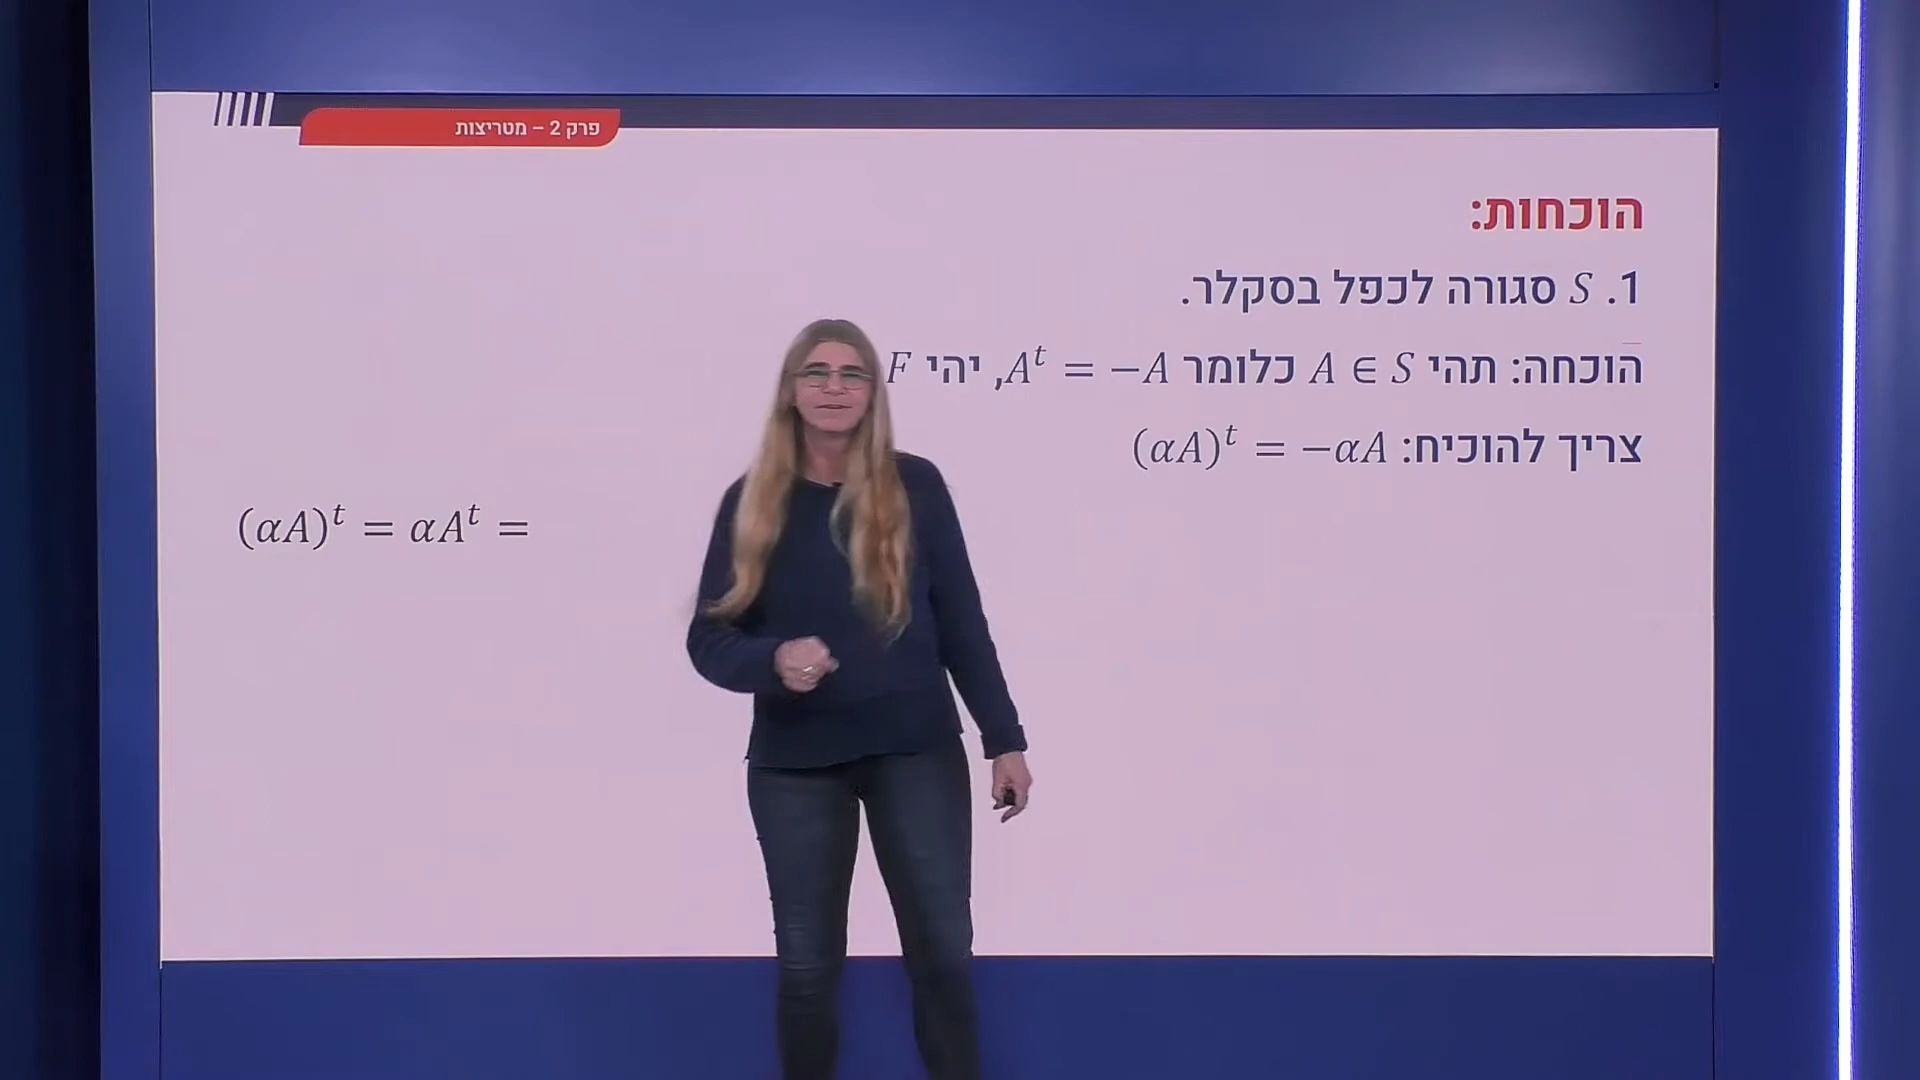 פרק 2 – מטריצות
הוכחות:
1. S סגורה לכפל בסקלר.
הוכחה: תהי A ∈ S כלומר A^t = −A, יהי F
צריך להוכיח: (αA)^t = −αA
(αA)^t = αA^t =